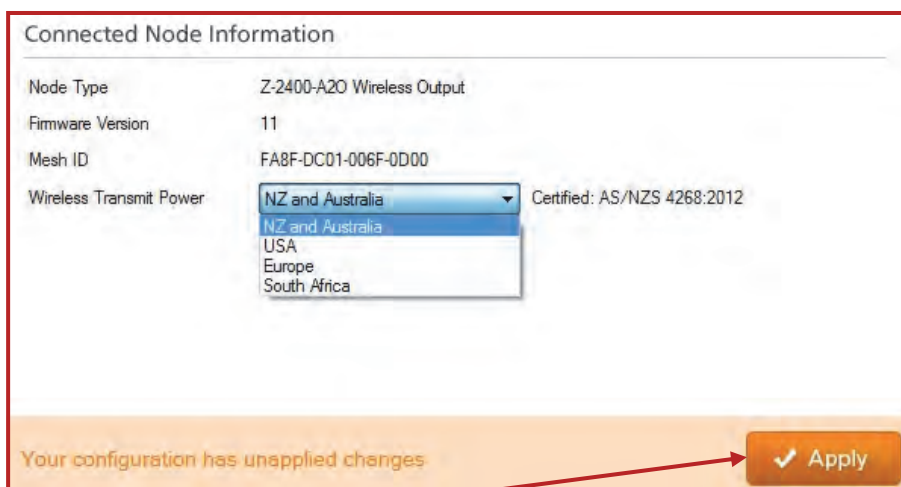 Connected Node Information
Node Type Z-2400-A2O Wireless Output
Firmware Version 11
Mesh ID FA8F-DC01-006F-0D00
Wireless Transmit Power NZ and Australia Certified: AS/NZS 4268:2012
NZ and Australia
USA
Europe
South Africa
Your configuration has unapplied changes Apply